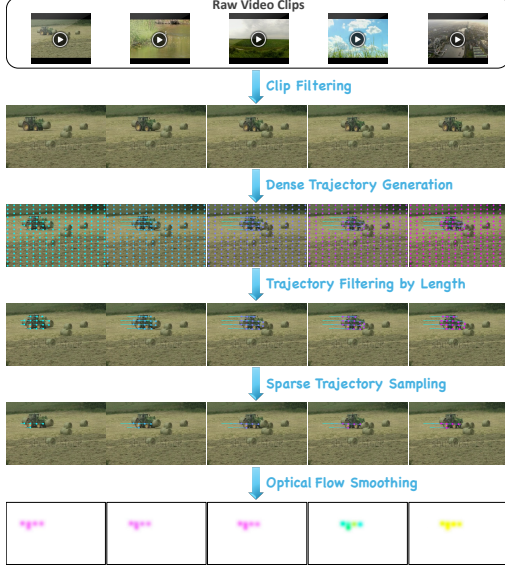 Raw Video Clips
Clip Filtering
Dense Trajectory Generation
Trajectory Filtering by Length
Sparse Trajectory Sampling
Optical Flow Smoothing